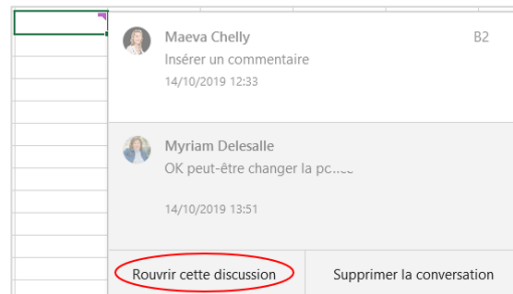 Maeva Chelly B2
Insérer un commentaire
14/10/2019 12:33
Myriam Delesalle
OK peut-être changer la
14/10/2019 13:51
Rouvrir cette discussion Supprimer la conversation